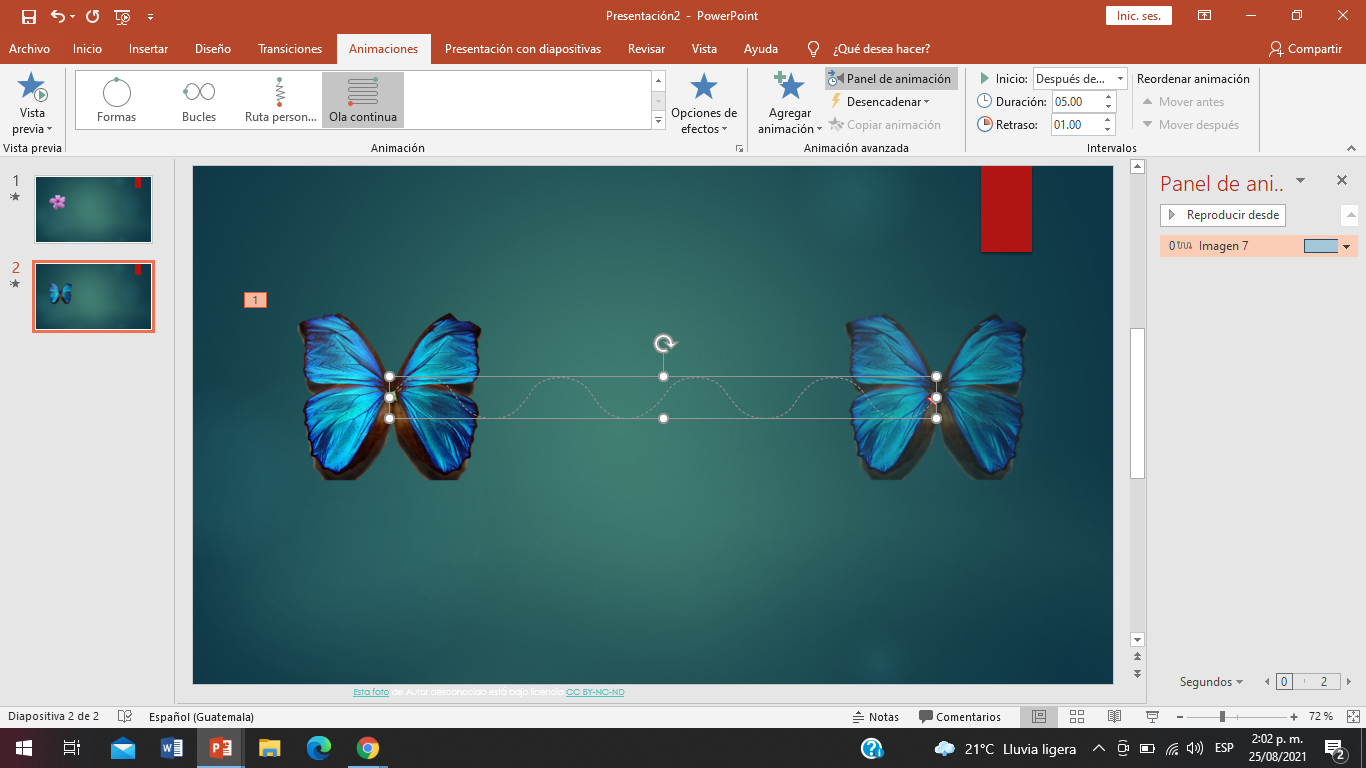 Presentación2 - PowerPoint
Inic. ses.
Archivo Inicio Insertar Diseño Transiciones Animaciones Presentación con diapositivas Revisar Vista Ayuda ¿Qué desea hacer? Compartir
Vista previa
Vista previa
Formas
Bucles
Ruta person...
Ola continua
Animación
Opciones de efectos
Agregar animación
Panel de animación
Desencadenar
Copiar animación
Animación avanzada
Inicio: Después de...
Duración: 05.00
Retraso: 01.00
Reordenar animación
Mover antes
Mover después
Intervalos
1
2
1
Esta foto de Autor desconocido está bajo licencia CC BY-NC-ND
Panel de ani..
Reproducir desde
0 Imagen 7
Segundos 0 2
Diapositiva 2 de 2 Español (Guatemala) Notas Comentarios 72 %
21°C Lluvia ligera ESP
2:02 p. m.
25/08/2021
2